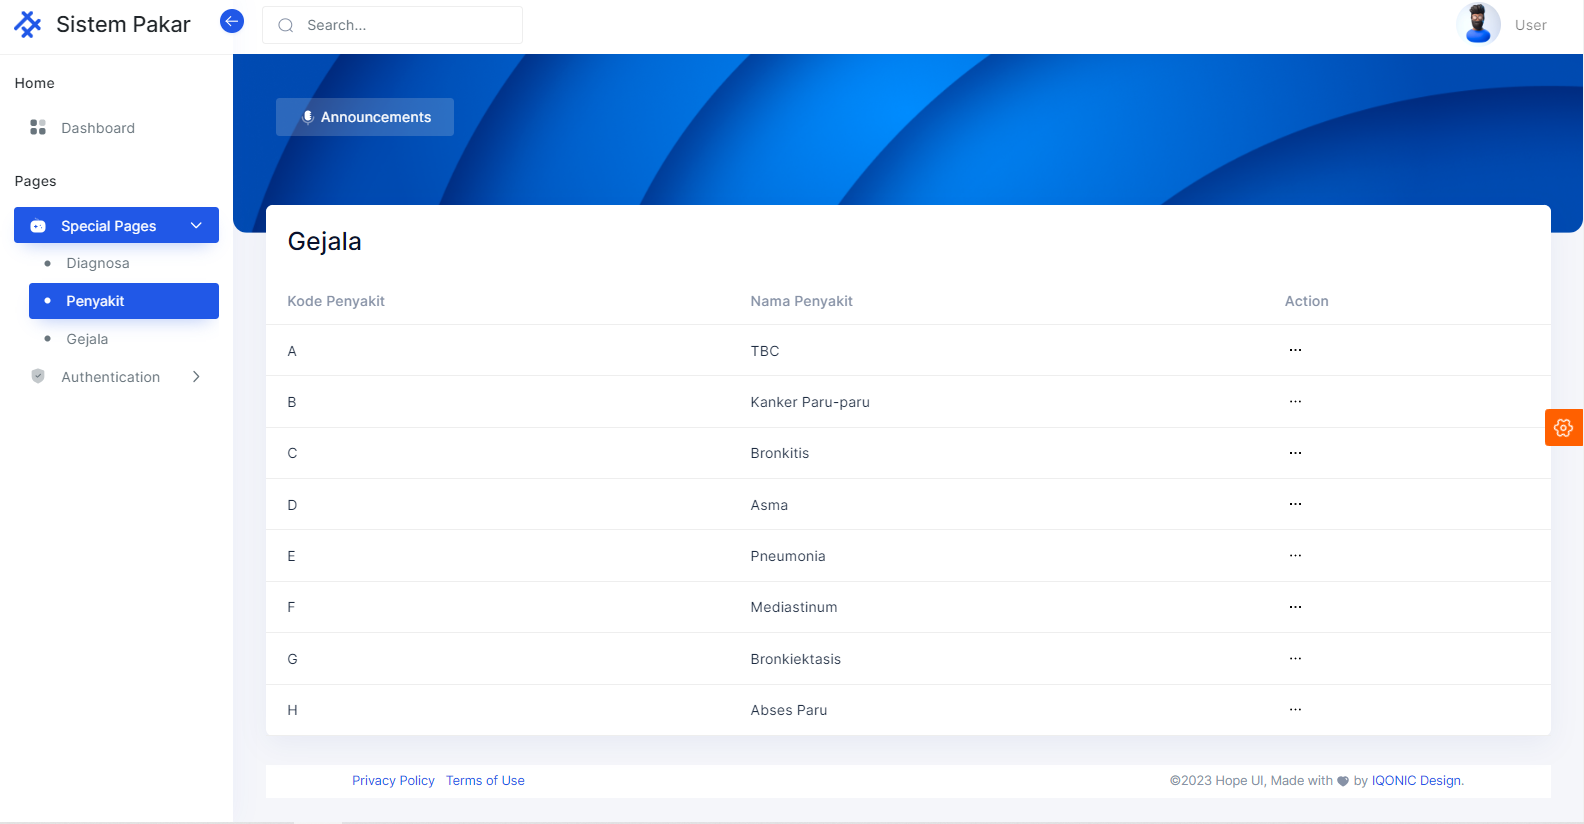 Sistem Pakar
Search...
User
Home
Dashboard
Pages
Special Pages
Diagnosa
Penyakit
Gejala
Authentication
Announcements
Gejala
Kode Penyakit Nama Penyakit Action
A TBC ...
B Kanker Paru-paru ...
C Bronkitis ...
D Asma ...
E Pneumonia ...
F Mediastinum ...
G Bronkiektasis ...
H Abses Paru ...
Privacy Policy Terms of Use ©2023 Hope UI, Made with by IQONIC Design.